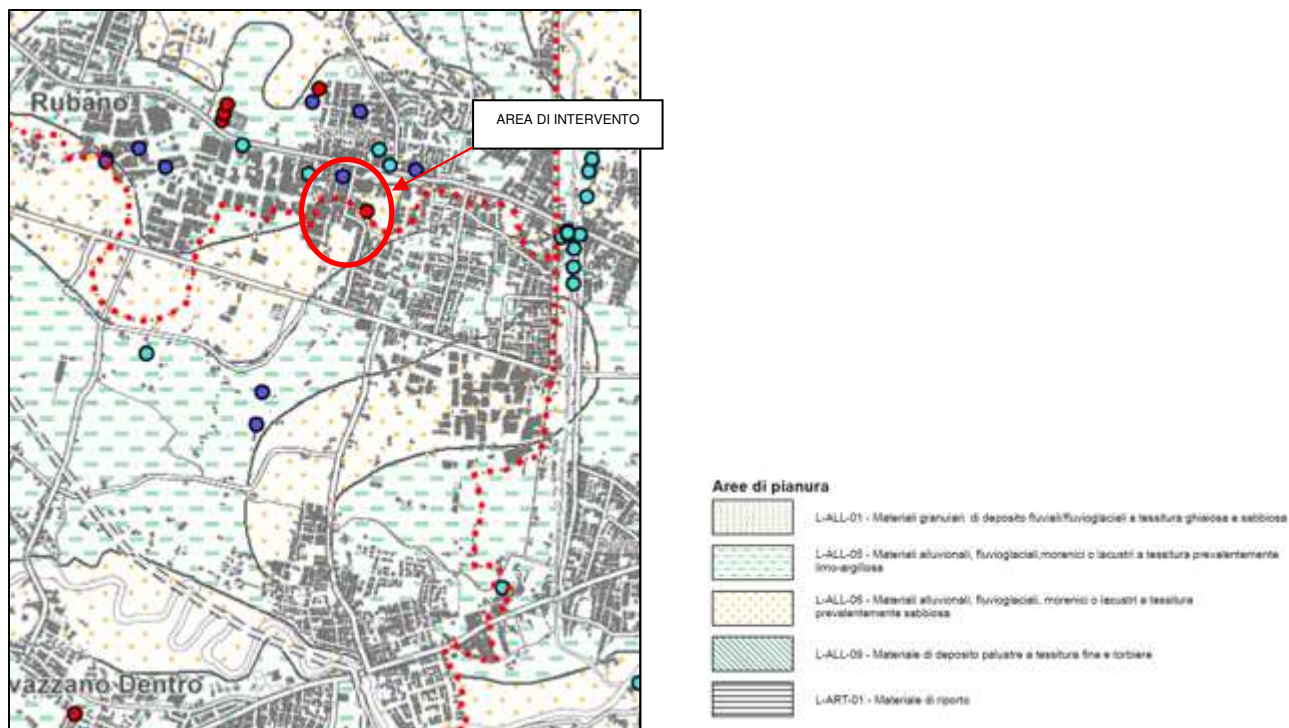 Rubano
AREA DI INTERVENTO
vazzano Dentro
Aree di pianura
L-ALL-01 - Materiali granulari di deposito fluviali/fluvioglaciali a tessitura ghiaiosa e sabbiosa
L-ALL-05 - Materiali alluvionali, fluvioglaciali,morenici o lacustri a tessitura prevalentemente
limo-argillosa
L-ALL-06 - Materiali alluvionali, fluvioglaciali, morenici o lacustri a tessitura
prevalentemente sabbiosa
L-ALL-09 - Materiale di deposito palustre a tessitura fine e torbiere
L-ART-01 - Materiale di riporto